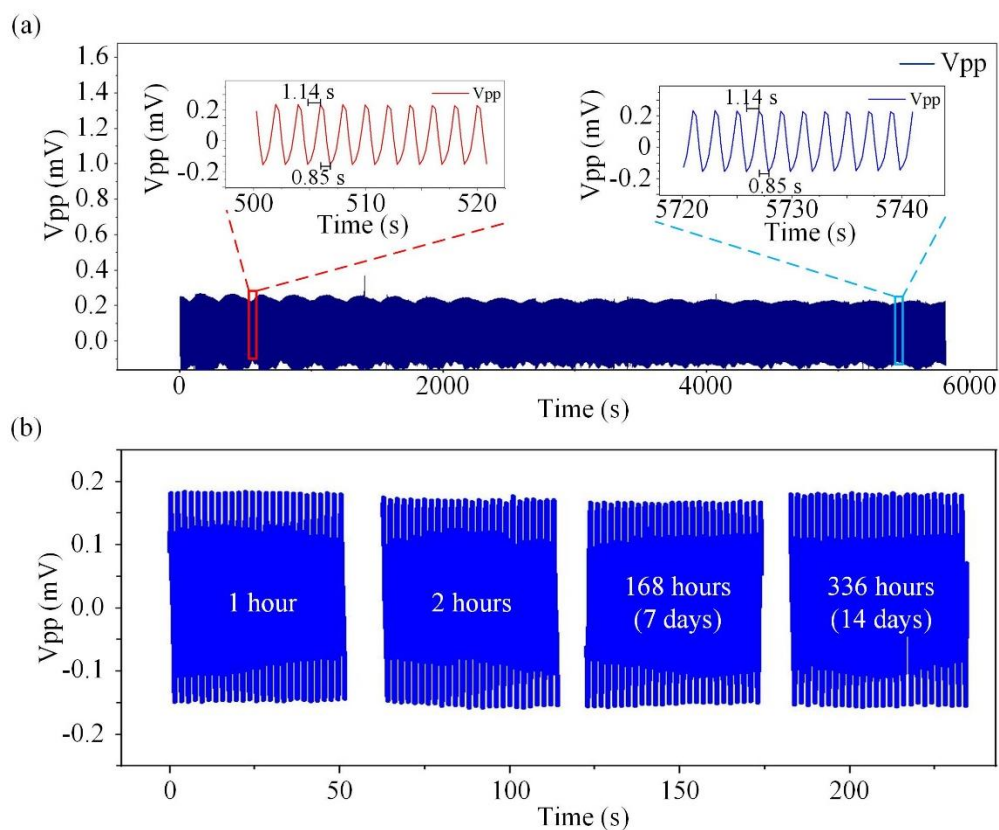 (a)
1.6
1.4
1.2
1.0
0.8
0.6
0.4
0.2
0.0
Vpp (mV)
Vpp
0.2
0
-0.2
Vpp (mV)
1.14 s
Vpp
0.85 s
500 510 520
Time (s)
0.2
0
-0.2
Vpp (mV)
1.14 s
Vpp
0.85 s
5720 5730 5740
Time (s)
0 2000 4000 6000
Time (s)
(b)
0.2
0.1
0.0
-0.1
-0.2
Vpp (mV)
1 hour
2 hours
168 hours
(7 days)
336 hours
(14 days)
0 50 100 150 200
Time (s)